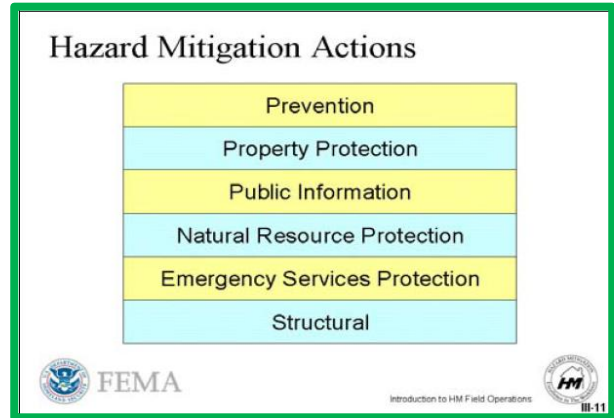 Hazard Mitigation Actions
Prevention
Property Protection
Public Information
Natural Resource Protection
Emergency Services Protection
Structural
FEMA
Introduction to HM Field Operations
HM
III-11